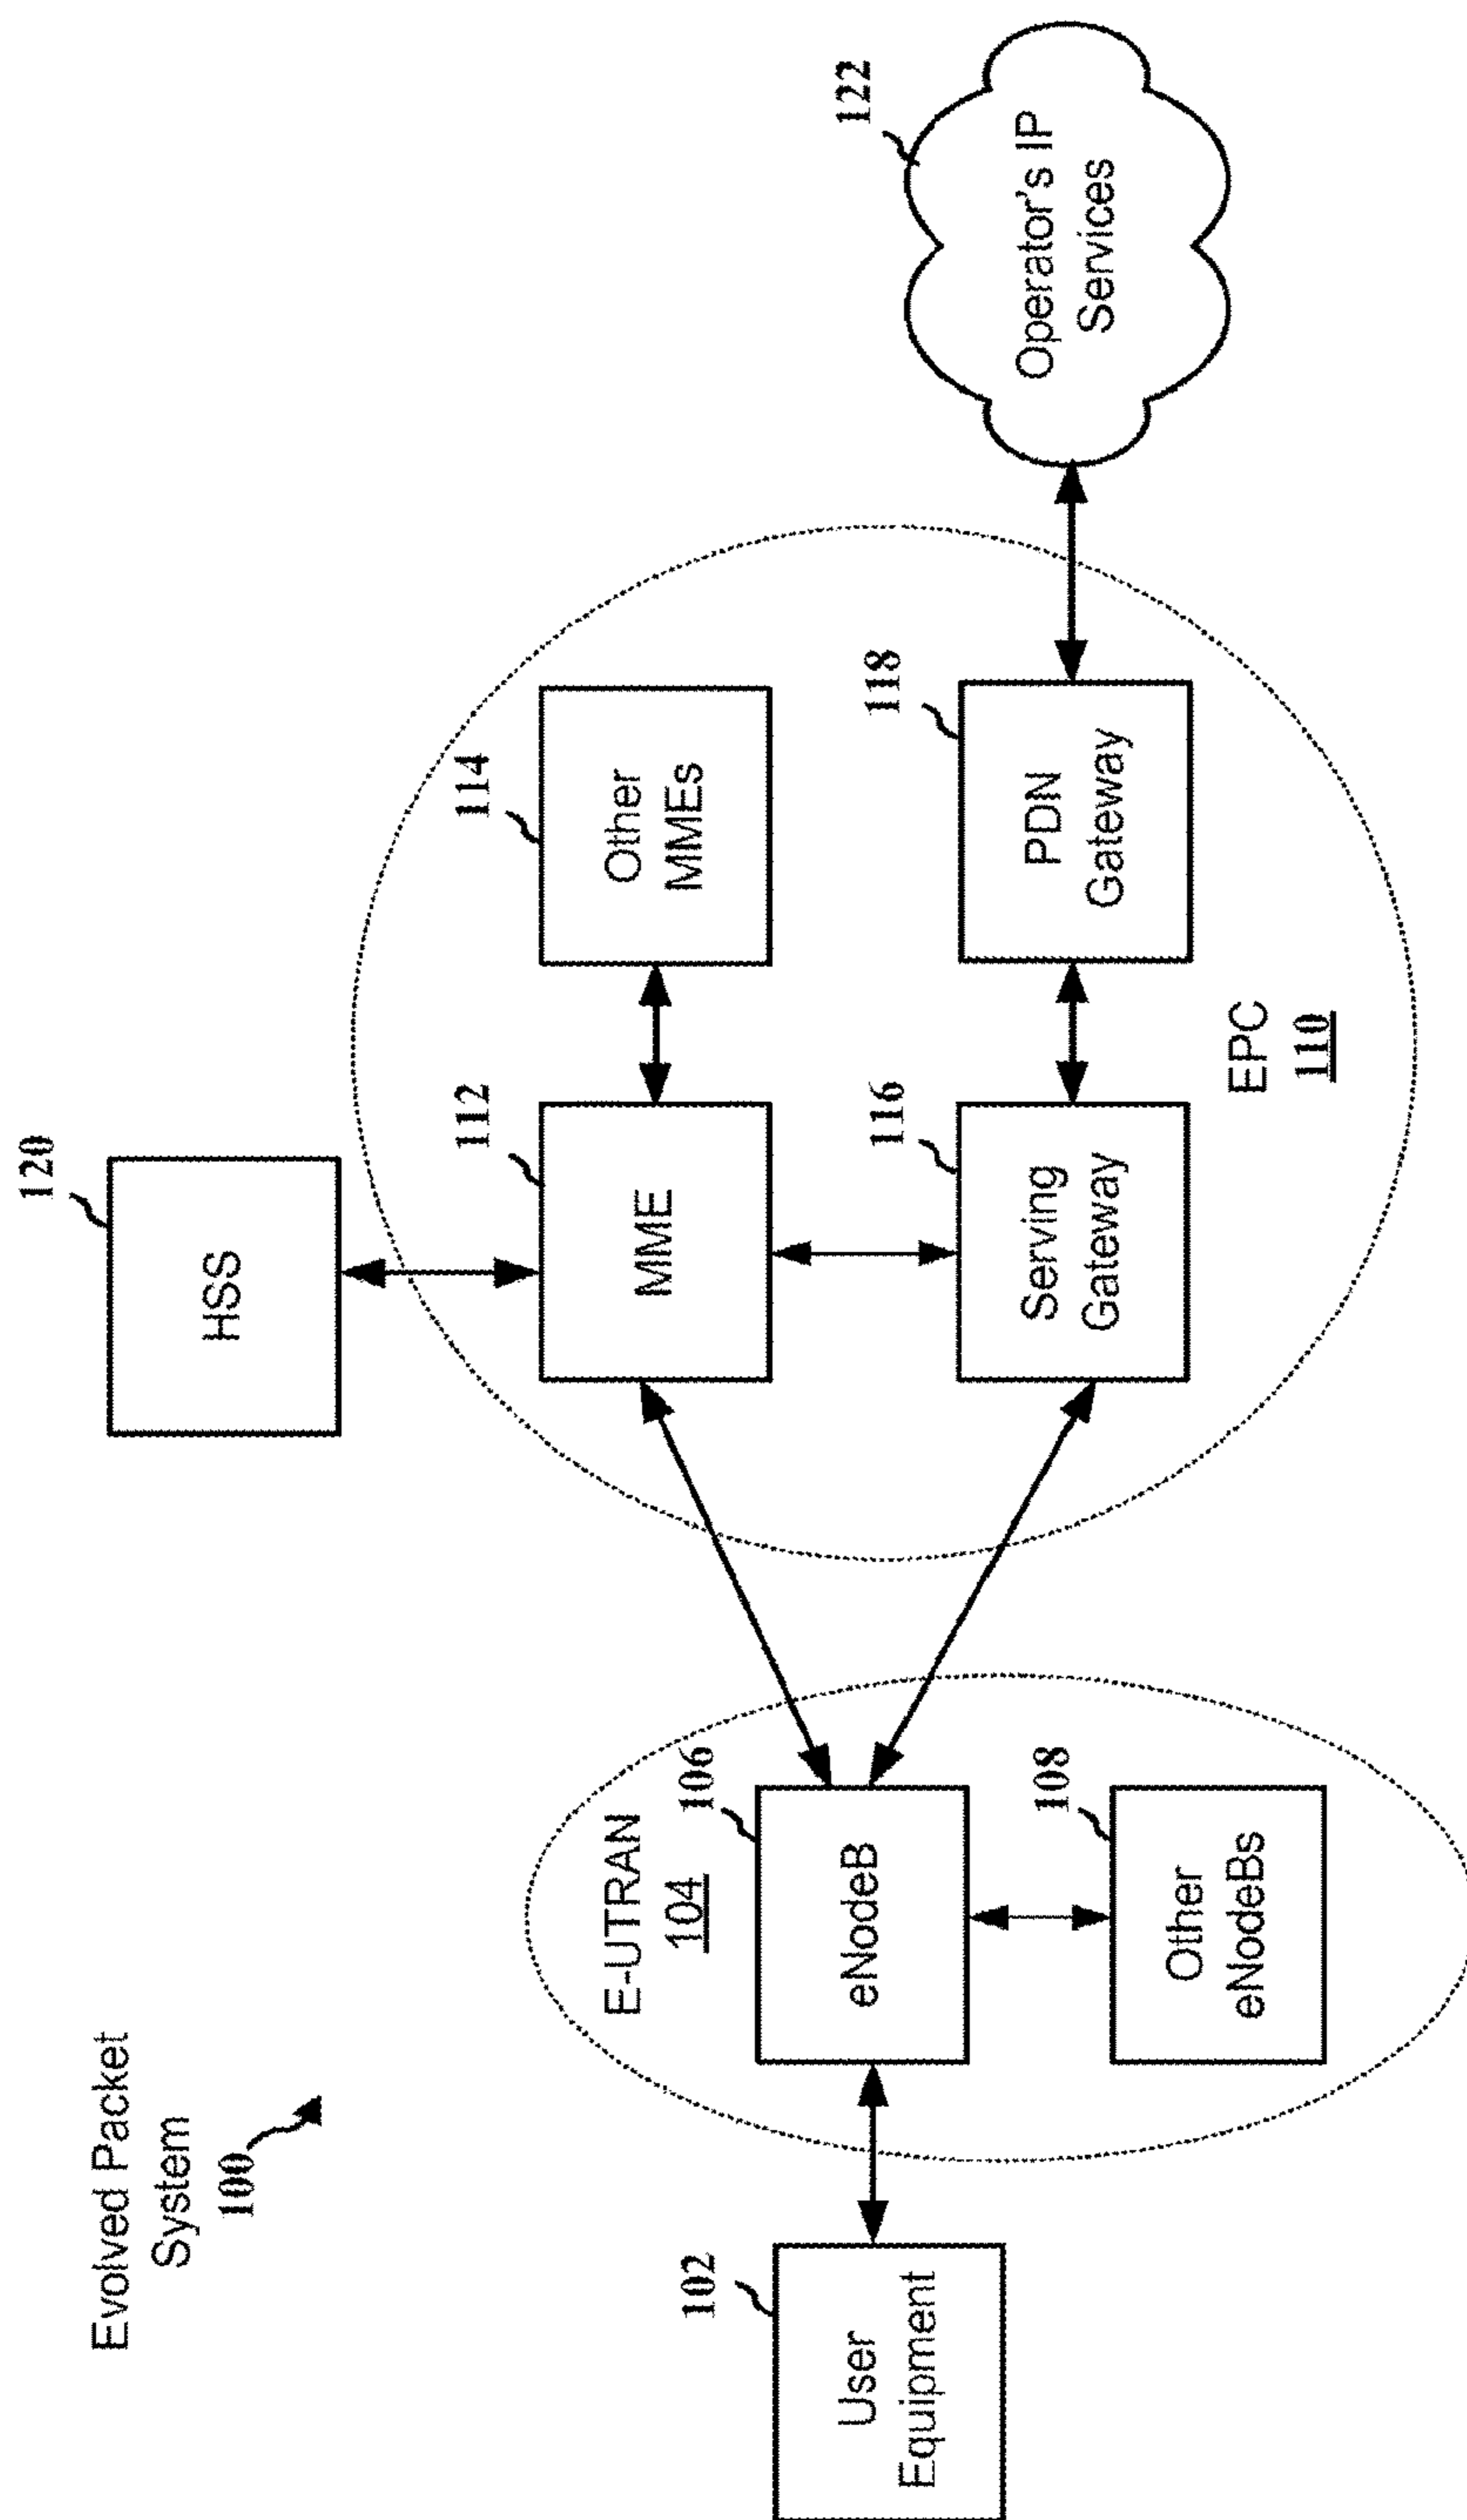 Evolved Packet
System
100
120
HSS
112
MME
114
Other
MMEs
122
Operator's IP
Services
E-UTRAN
104
106
eNodeB
102
User
Equipment
116
Serving
Gateway
118
PDN
Gateway
108
Other
eNodeBs
EPC
110